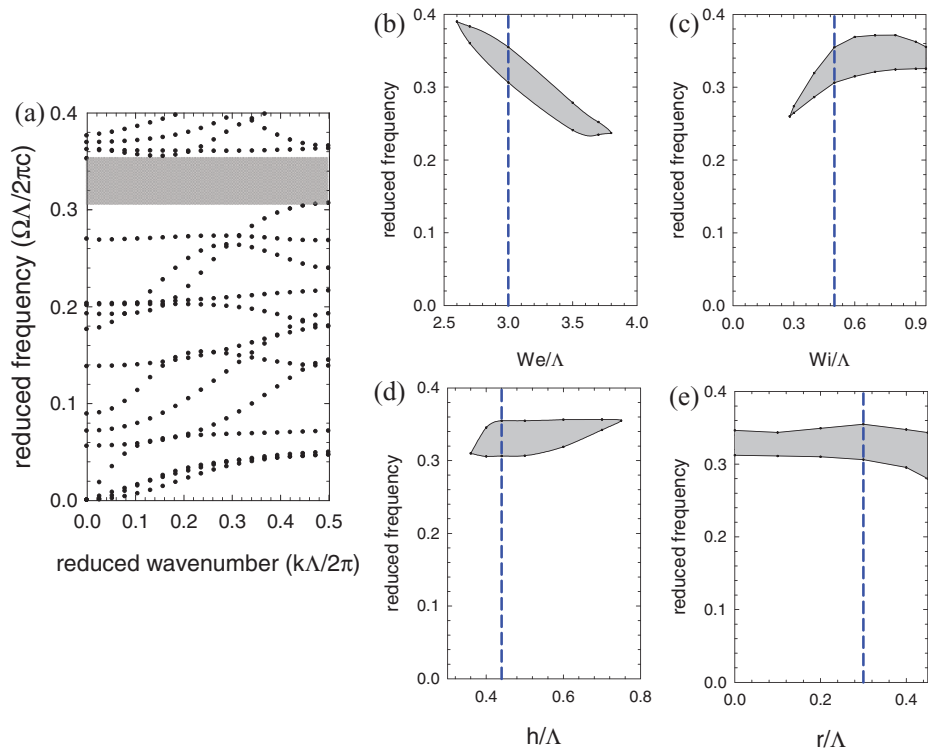 (a)
reduced frequency (ΩΛ/2πc)
0.4
0.3
0.2
0.1
0.0
0.0 0.1 0.2 0.3 0.4 0.5
reduced wavenumber (kΛ/2π)
(b)
reduced frequency
0.4
0.3
0.2
0.1
0.0
2.5 3.0 3.5 4.0
We/Λ
(c)
reduced frequency
0.4
0.3
0.2
0.1
0.0
0.0 0.3 0.6 0.9
Wi/Λ
(d)
reduced frequency
0.4
0.3
0.2
0.1
0.0
0.4 0.6 0.8
h/Λ
(e)
reduced frequency
0.4
0.3
0.2
0.1
0.0
0.0 0.2 0.4
r/Λ